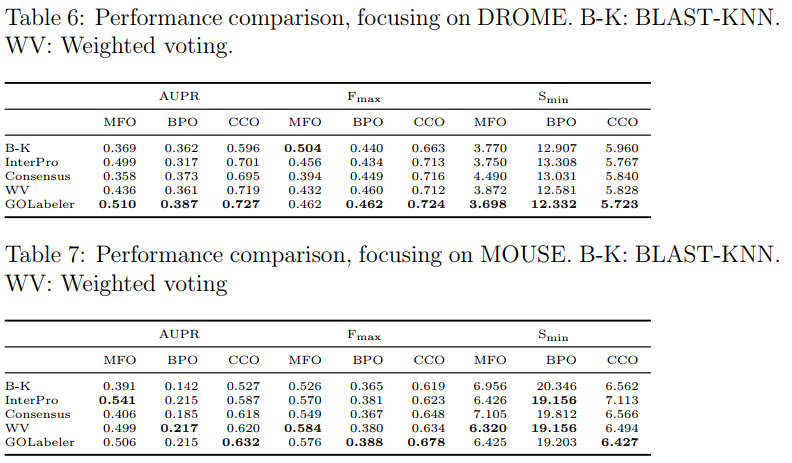 Table 6: Performance comparison, focusing on DROME. B-K: BLAST-KNN.
WV: Weighted voting.
AUPR Fmax Smin
MFO BPO CCO MFO BPO CCO MFO BPO CCO
B-K 0.369 0.362 0.596 0.504 0.440 0.663 3.770 12.907 5.960
InterPro 0.499 0.317 0.701 0.456 0.434 0.713 3.750 13.308 5.767
Consensus 0.358 0.373 0.695 0.394 0.449 0.716 4.490 13.031 5.840
WV 0.436 0.361 0.719 0.432 0.460 0.712 3.872 12.581 5.828
GOLabeler 0.510 0.387 0.727 0.462 0.462 0.724 3.698 12.332 5.723
Table 7: Performance comparison, focusing on MOUSE. B-K: BLAST-KNN.
WV: Weighted voting
AUPR Fmax Smin
MFO BPO CCO MFO BPO CCO MFO BPO CCO
B-K 0.391 0.142 0.527 0.526 0.365 0.619 6.956 20.346 6.562
InterPro 0.541 0.215 0.587 0.570 0.381 0.623 6.426 19.156 7.113
Consensus 0.406 0.185 0.618 0.549 0.367 0.648 7.105 19.812 6.566
WV 0.499 0.217 0.620 0.584 0.380 0.634 6.320 19.156 6.494
GOLabeler 0.506 0.215 0.632 0.576 0.388 0.678 6.425 19.203 6.427